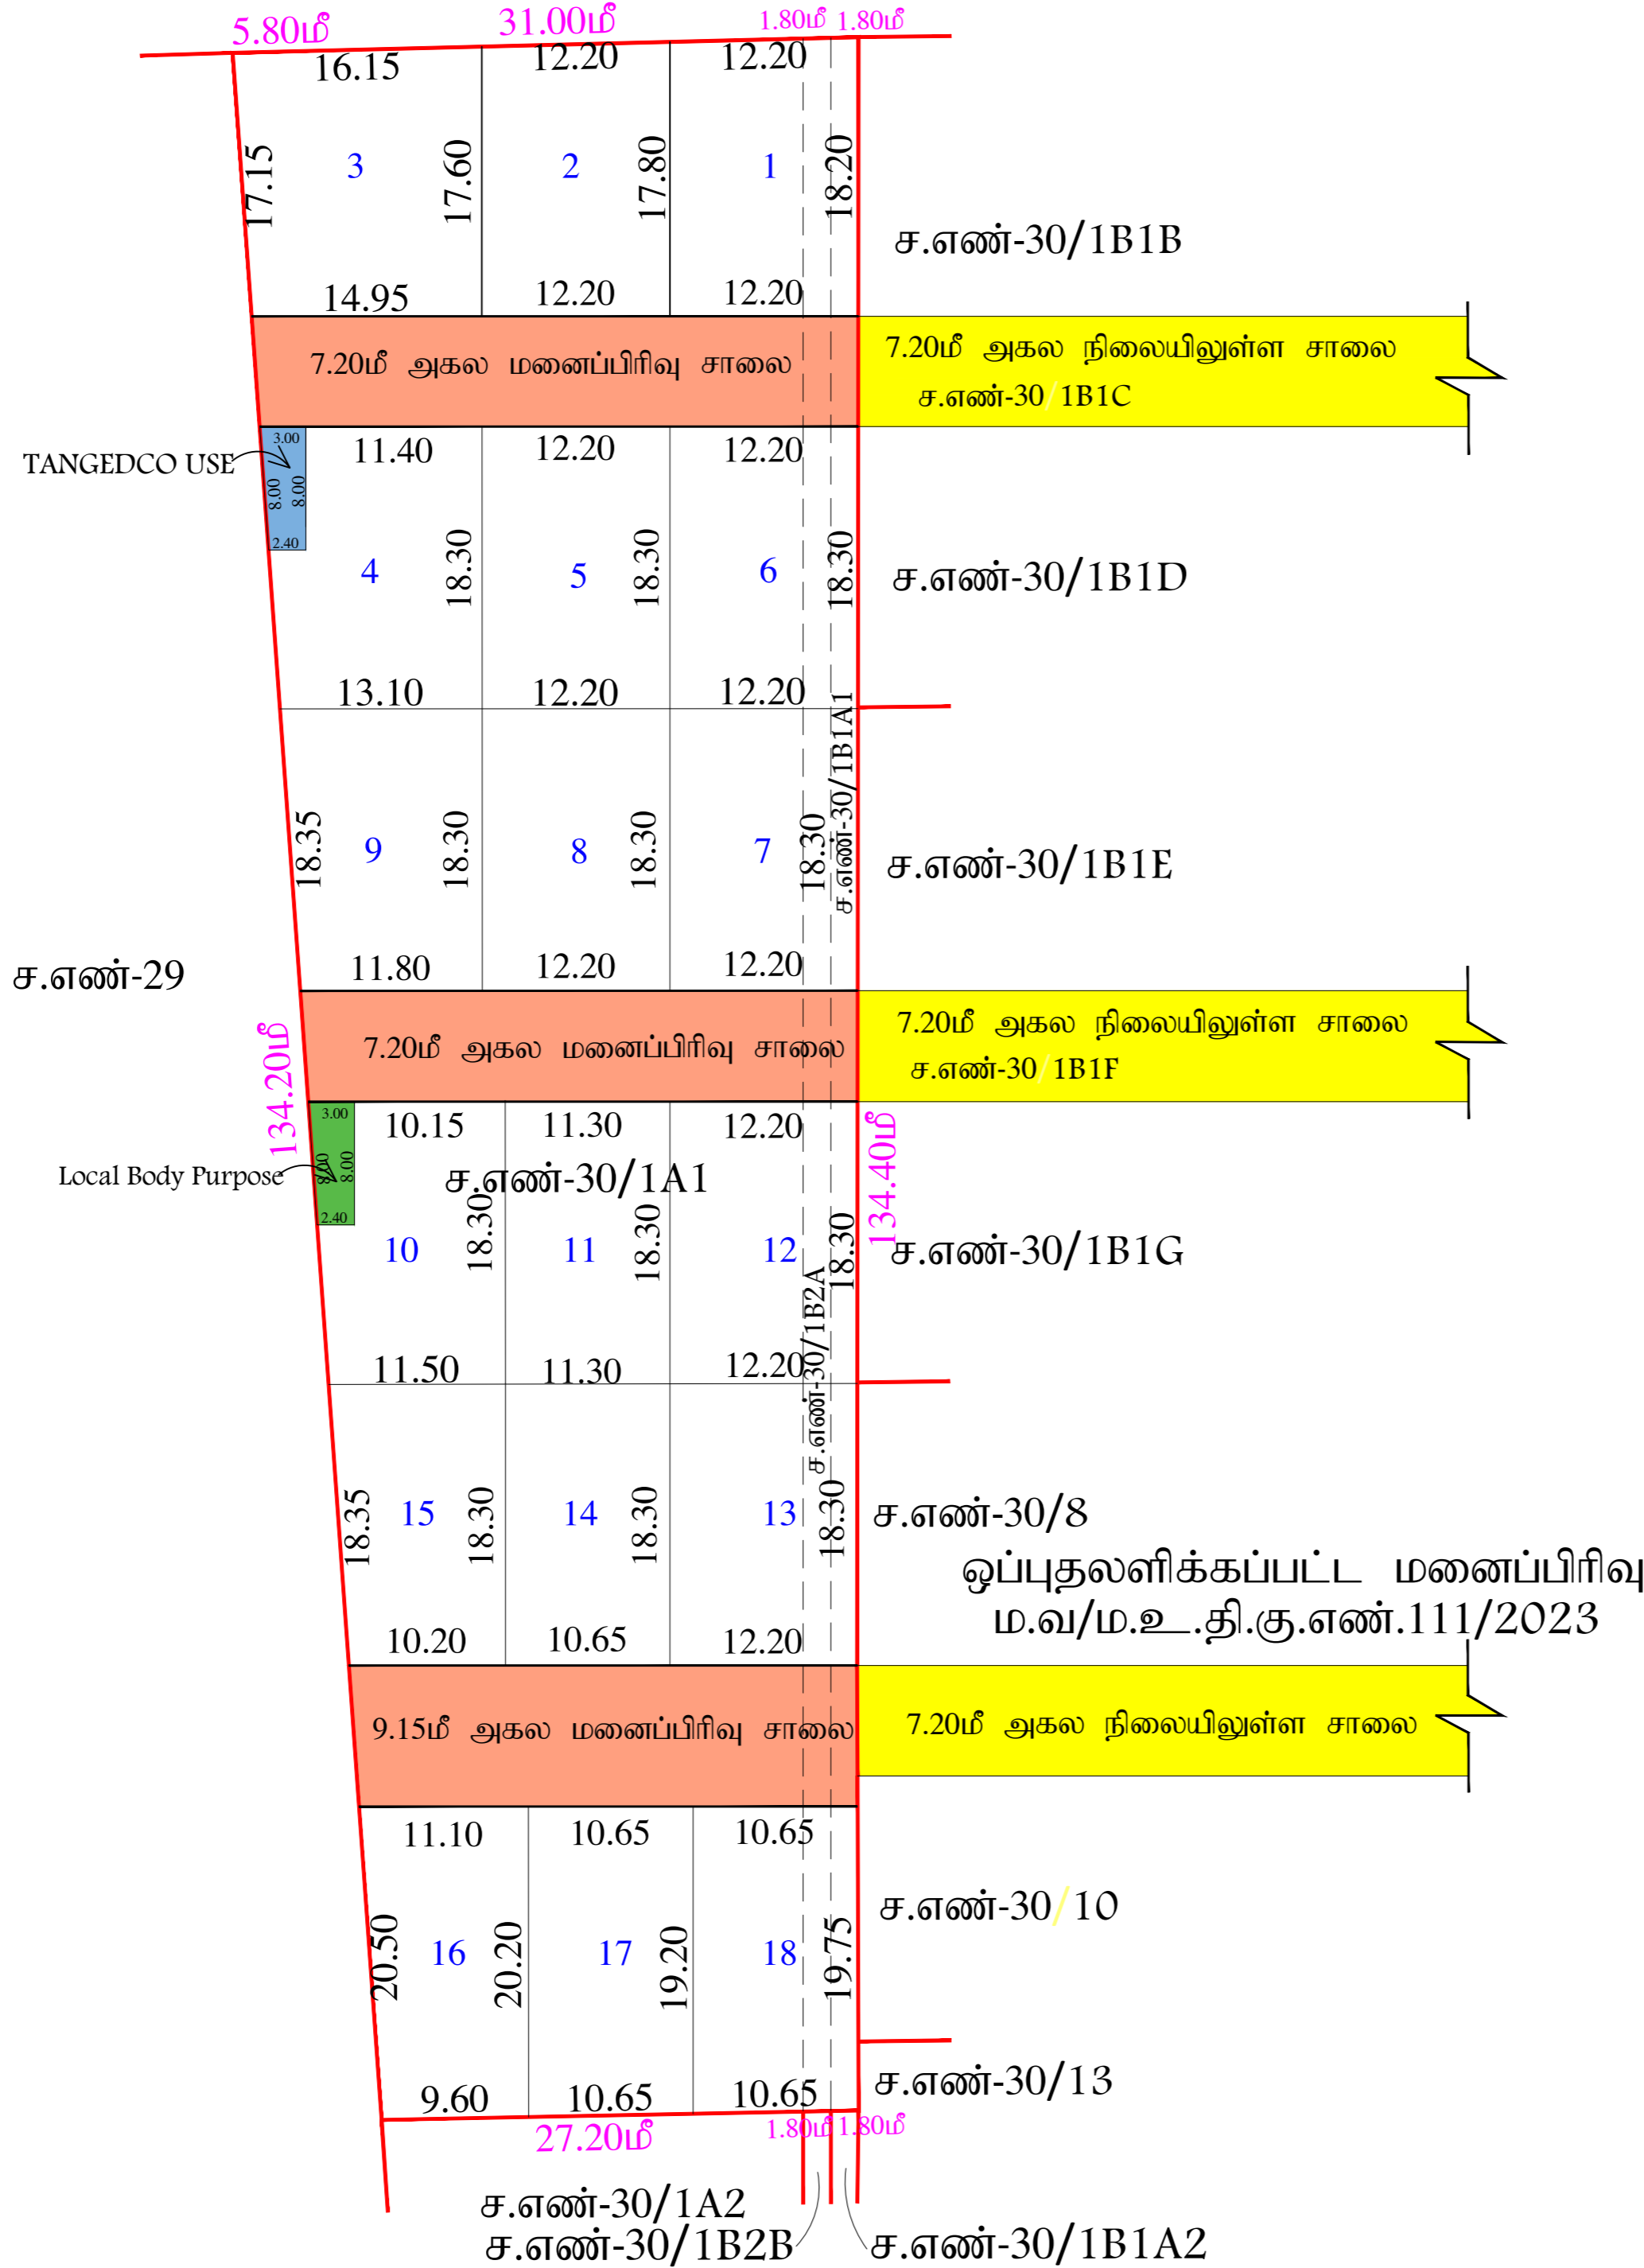 5.80மீ 31.00மீ 1.80மீ 1.80மீ
16.15 12.20 12.20
17.15 3 17.60 2 17.80 1 18.20
ச.எண்-30/1B1B
14.95 12.20 12.20
7.20மீ அகல மனைப்பிரிவு சாலை
7.20மீ அகல நிலையிலுள்ள சாலை
ச.எண்-30/1B1C
TANGEDCO USE
3.00
8.00 8.00
2.40
11.40 12.20 12.20
4 18.30 5 18.30 6 18.30
ச.எண்-30/1B1D
13.10 12.20 12.20
ச.எண்-30/1B1A1
18.35 9 18.30 8 18.30 7 18.30
ச.எண்-30/1B1E
11.80 12.20 12.20
ச.எண்-29
7.20மீ அகல மனைப்பிரிவு சாலை
7.20மீ அகல நிலையிலுள்ள சாலை
ச.எண்-30/1B1F
134.20மீ
134.40மீ
Local Body Purpose
3.00
8.00 8.00
2.40
10.15 11.30 12.20
ச.எண்-30/1A1
10 18.30 11 18.30 12 18.30
ச.எண்-30/1B1G
ச.எண்-30/1B2A
11.50 11.30 12.20
18.35 15 18.30 14 18.30 13 18.30
ச.எண்-30/8
ஒப்புதலளிக்கப்பட்ட மனைப்பிரிவு
ம.வ/ம.உ.தி.கு.எண்.111/2023
10.20 10.65 12.20
9.15மீ அகல மனைப்பிரிவு சாலை
7.20மீ அகல நிலையிலுள்ள சாலை
11.10 10.65 10.65
ச.எண்-30/10
20.50 16 20.20 17 19.20 18 19.75
9.60 10.65 10.65
ச.எண்-30/13
27.20மீ 1.80மீ 1.80மீ
ச.எண்-30/1A2
ச.எண்-30/1B2B
ச.எண்-30/1B1A2